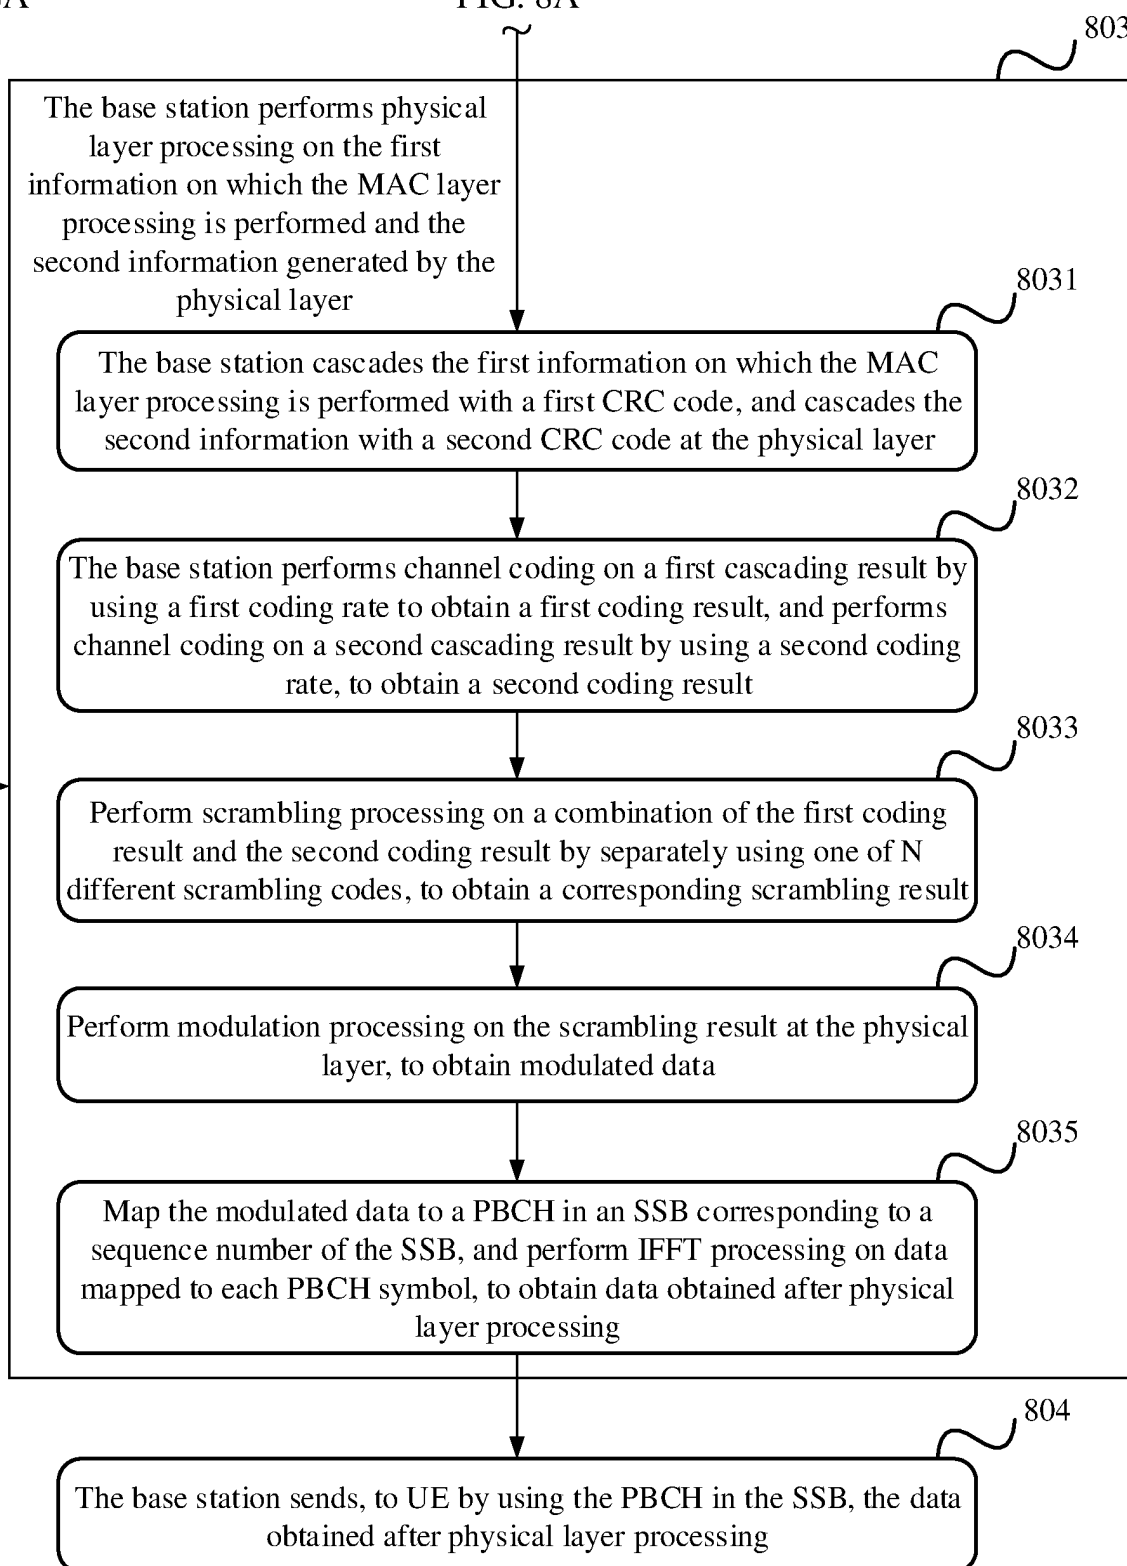 FIG. 8A
803
The base station performs physical
layer processing on the first
information on which the MAC layer
processing is performed and the
second information generated by the
physical layer
8031
The base station cascades the first information on which the MAC
layer processing is performed with a first CRC code, and cascades the
second information with a second CRC code at the physical layer
8032
The base station performs channel coding on a first cascading result by
using a first coding rate to obtain a first coding result, and performs
channel coding on a second cascading result by using a second coding
rate, to obtain a second coding result
8033
Perform scrambling processing on a combination of the first coding
result and the second coding result by separately using one of N
different scrambling codes, to obtain a corresponding scrambling result
8034
Perform modulation processing on the scrambling result at the physical
layer, to obtain modulated data
8035
Map the modulated data to a PBCH in an SSB corresponding to a
sequence number of the SSB, and perform IFFT processing on data
mapped to each PBCH symbol, to obtain data obtained after physical
layer processing
804
The base station sends, to UE by using the PBCH in the SSB, the data
obtained after physical layer processing